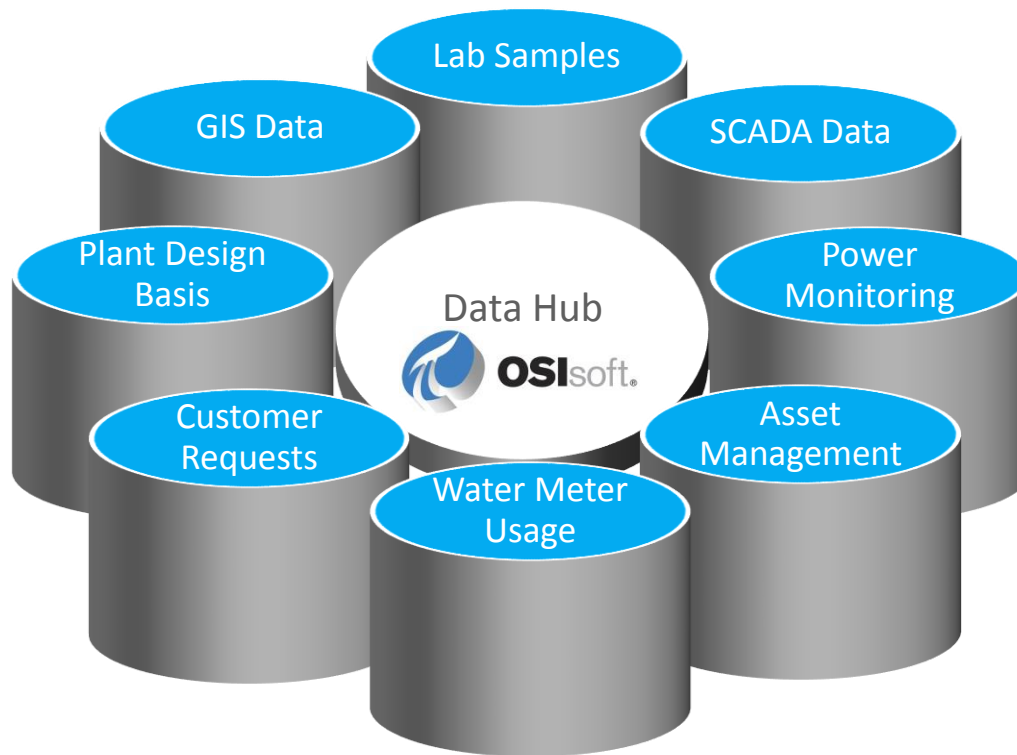 Lab Samples
GIS Data
SCADA Data
Plant Design
Basis
Power
Monitoring
Data Hub
OSIsoft®
Customer
Requests
Asset
Management
Water Meter
Usage